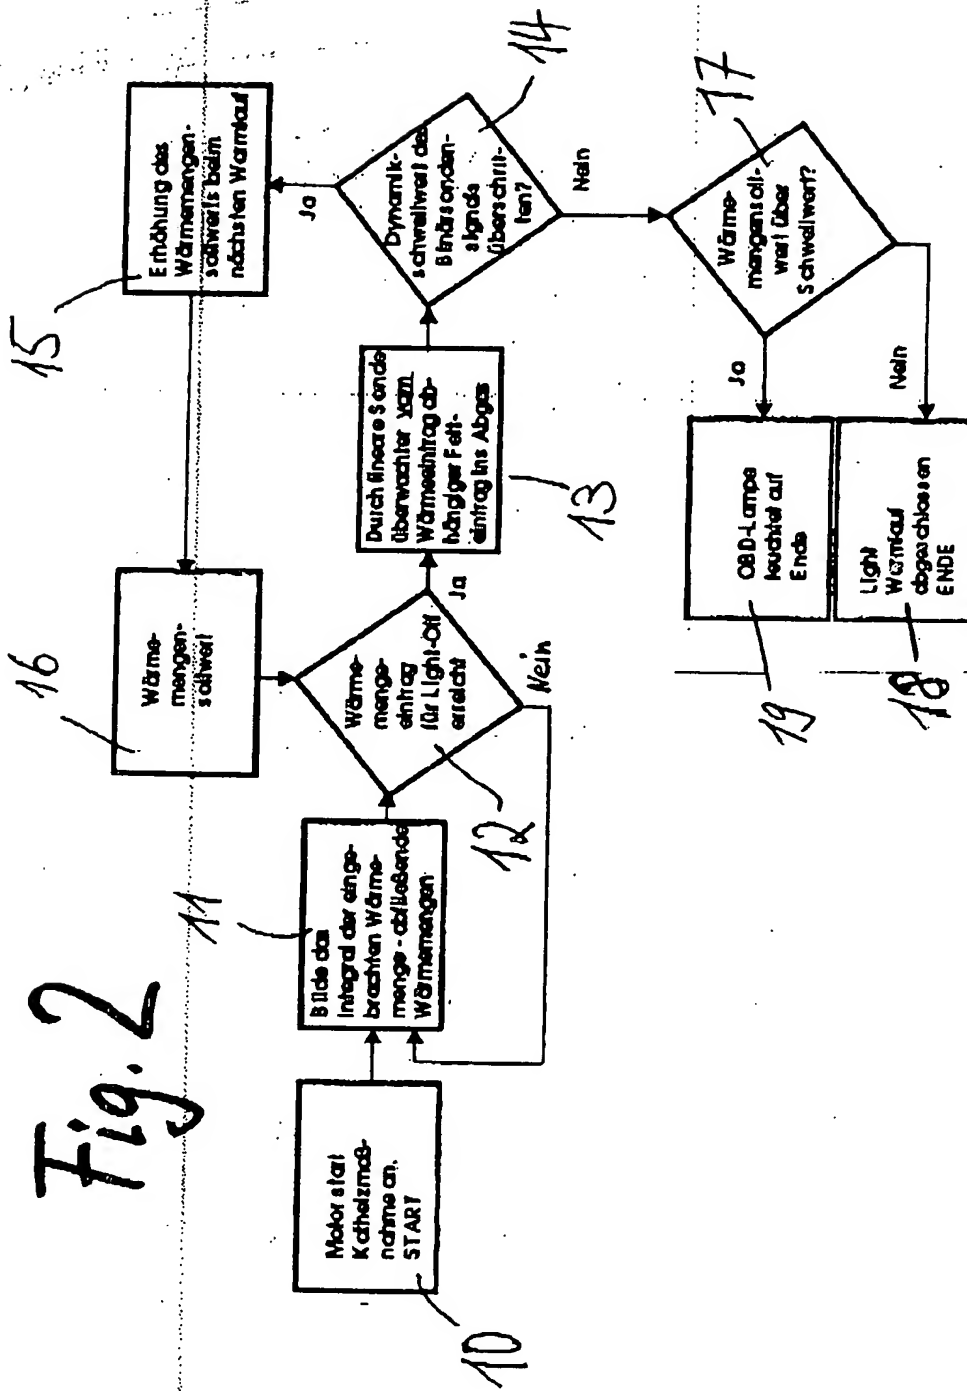 Fig. 2
10
Motorstart
Katheizmaß-
nahme an.
START
11
Bilde das
Integral der einge-
brachten Wärme-
menge - abfließende
Wärmemengen
12
Wärme-
menge-
eintrag
für Light-Off
erreicht
Ja
Nein
16
Wärme-
mengen-
sollwert
13
Durch lineare Sonde
überwachter vom
Wärmeeintrag ab-
hängiger Fett-
eintrag ins Abgas
15
Erhöhung des
Wärmemengen-
sollwerts beim
nächsten Warmlauf
14
Dynamik-
schwellwert des
Binärsonden-
signals
überschrit-
ten?
Ja
Nein
17
Wärme-
mengensoll-
wert über
Schwellwert?
Ja
Nein
19
OBD-Lampe
leuchtet auf
Ende
18
Light
Warmlauf
abgeschlossen
ENDE